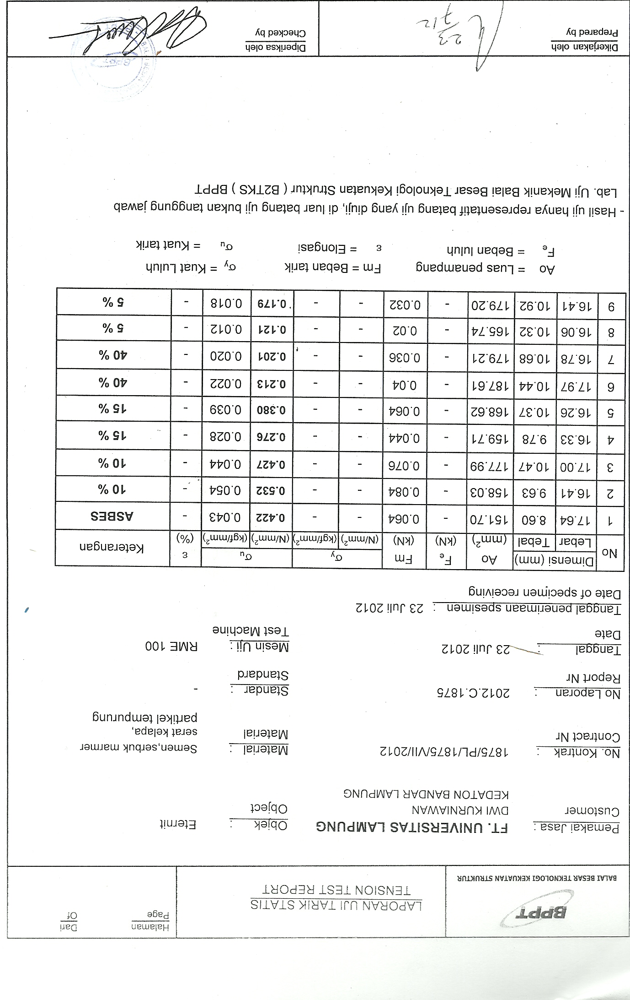 BPPT
BALAI BESAR TEKNOLOGI KEKUATAN STRUKTUR
LAPORAN UJI TARIK STATIS
TENSION TEST REPORT
Halaman Dari
Page Of
Pemakai Jasa : FT. UNIVERSITAS LAMPUNG
Customer DWI KURNIAWAN
KEDATON BANDAR LAMPUNG
Objek : Eternit
Object
No. Kontrak : 1875/PL/1875/VII/2012
Contract Nr
Material : Semen,serbuk marmer
Material serat kelapa,
partikel tempurung
No Laporan : 2012.C.1875
Report Nr
Standar : -
Standard
Tanggal : 23 Juli 2012
Date
Mesin Uji : RME 100
Test Machine
Tanggal penerimaan spesimen : 23 Juli 2012
Date of specimen receiving
No Dimensi (mm) Ao Fe Fm σy σu ε Keterangan
Lebar Tebal (mm²) (kN) (kN) (N/mm²) (kgf/mm²) (N/mm²) (kgf/mm²) (%)
1 17.64 8.60 151.70 - 0.064 - - 0.422 0.043 - ASBES
2 16.41 9.63 158.03 - 0.084 - - 0.532 0.054 - 10 %
3 17.00 10.47 177.99 - 0.076 - - 0.427 0.044 - 10 %
4 16.33 9.78 159.71 - 0.044 - - 0.276 0.028 - 15 %
5 16.26 10.37 168.62 - 0.064 - - 0.380 0.039 - 15 %
6 17.97 10.44 187.61 - 0.04 - - 0.213 0.022 - 40 %
7 16.78 10.68 179.21 - 0.036 - - 0.201 0.020 - 40 %
8 16.06 10.32 165.74 - 0.02 - - 0.121 0.012 - 5 %
9 16.41 10.92 179.20 - 0.032 - - 0.179 0.018 - 5 %
Ao = Luas penampang Fm = Beban tarik σy = Kuat Luluh
Fe = Beban luluh ε = Elongasi σu = Kuat tarik
- Hasil uji hanya representatif batang uji yang diuji, di luar batang uji bukan tanggung jawab
Lab. Uji Mekanik Balai Besar Teknologi Kekuatan Struktur ( B2TKS ) BPPT
Dikerjakan oleh
Prepared by
23
7 12
Diperiksa oleh
Checked by
BPPT